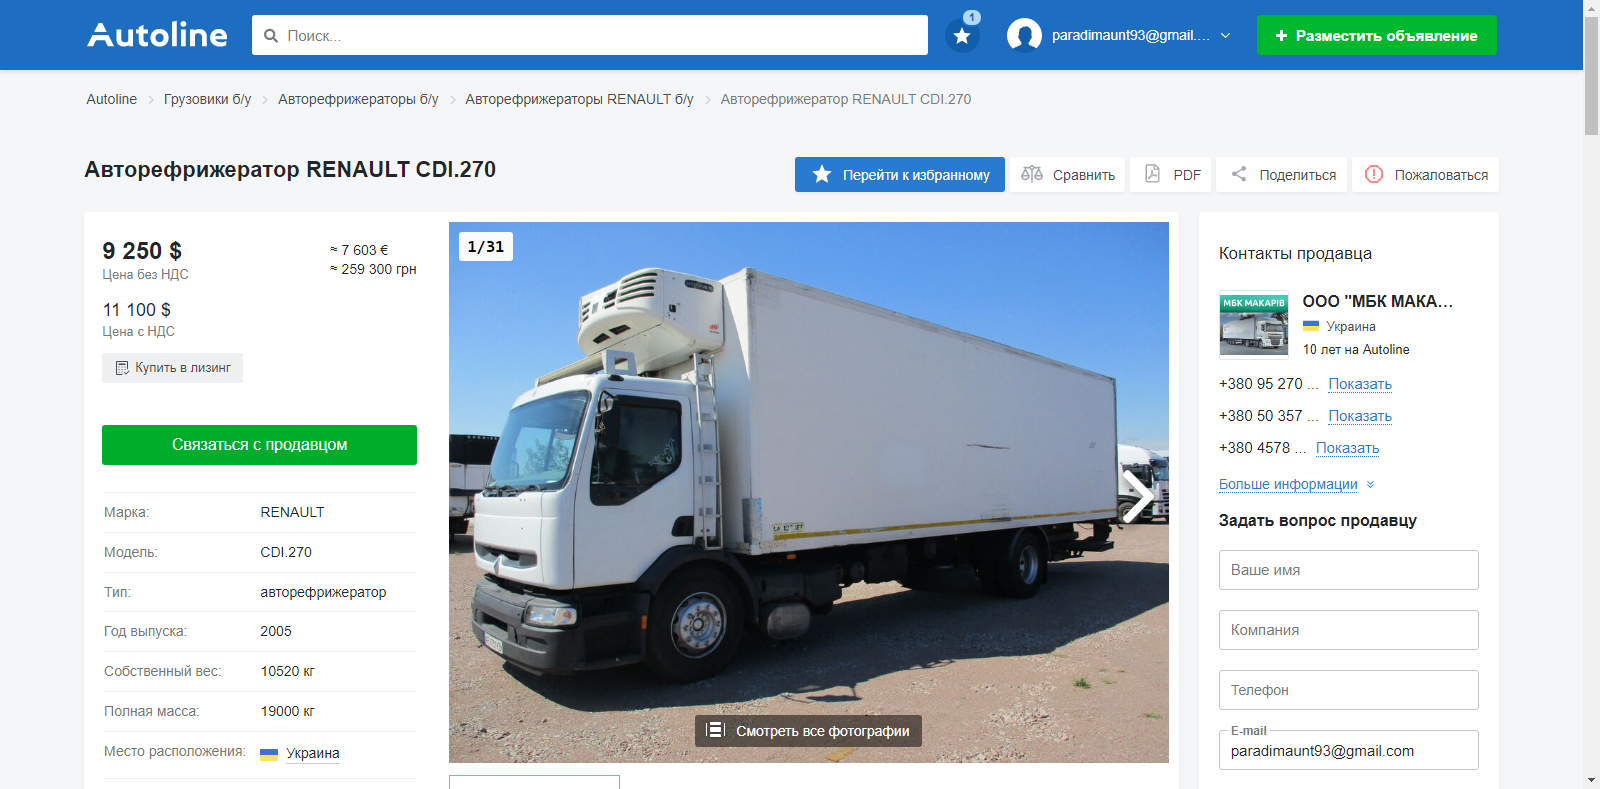 Autoline
Поиск...
1
paradimaunt93@gmail....
+ Разместить объявление
Autoline
Грузовики б/у
Авторефрижераторы б/у
Авторефрижераторы RENAULT б/у
Авторефрижератор RENAULT CDI.270
Авторефрижератор RENAULT CDI.270
Перейти к избранному
Сравнить
PDF
Поделиться
Пожаловаться
9 250 $
≈ 7 603 €
Цена без НДС
≈ 259 300 грн
11 100 $
Цена с НДС
Купить в лизинг
Связаться с продавцом
Марка: RENAULT
Модель: CDI.270
Тип: авторефрижератор
Год выпуска: 2005
Собственный вес: 10520 кг
Полная масса: 19000 кг
Место расположения: Украина
1/31
Смотреть все фотографии
Контакты продавца
МБК МАКАРІВ
ООО "МБК МАКА...
Украина
10 лет на Autoline
+380 95 270 ... Показать
+380 50 357 ... Показать
+380 4578 ... Показать
Больше информации
Задать вопрос продавцу
Ваше имя
Компания
Телефон
E-mail
paradimaunt93@gmail.com